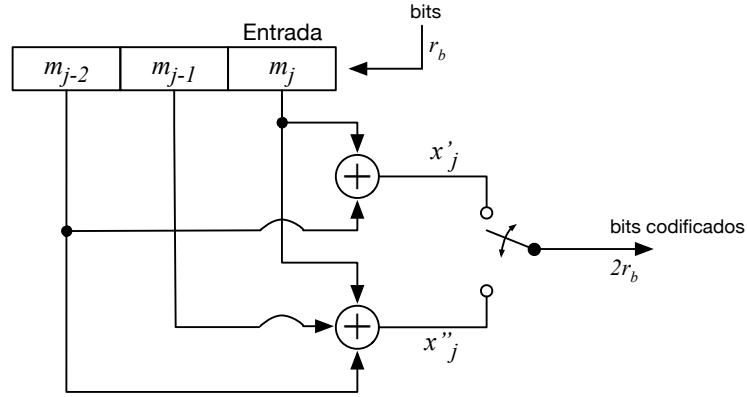 bits
Entrada
r_b
m_{j-2} m_{j-1} m_j
x'_j
bits codificados
2r_b
x"_j